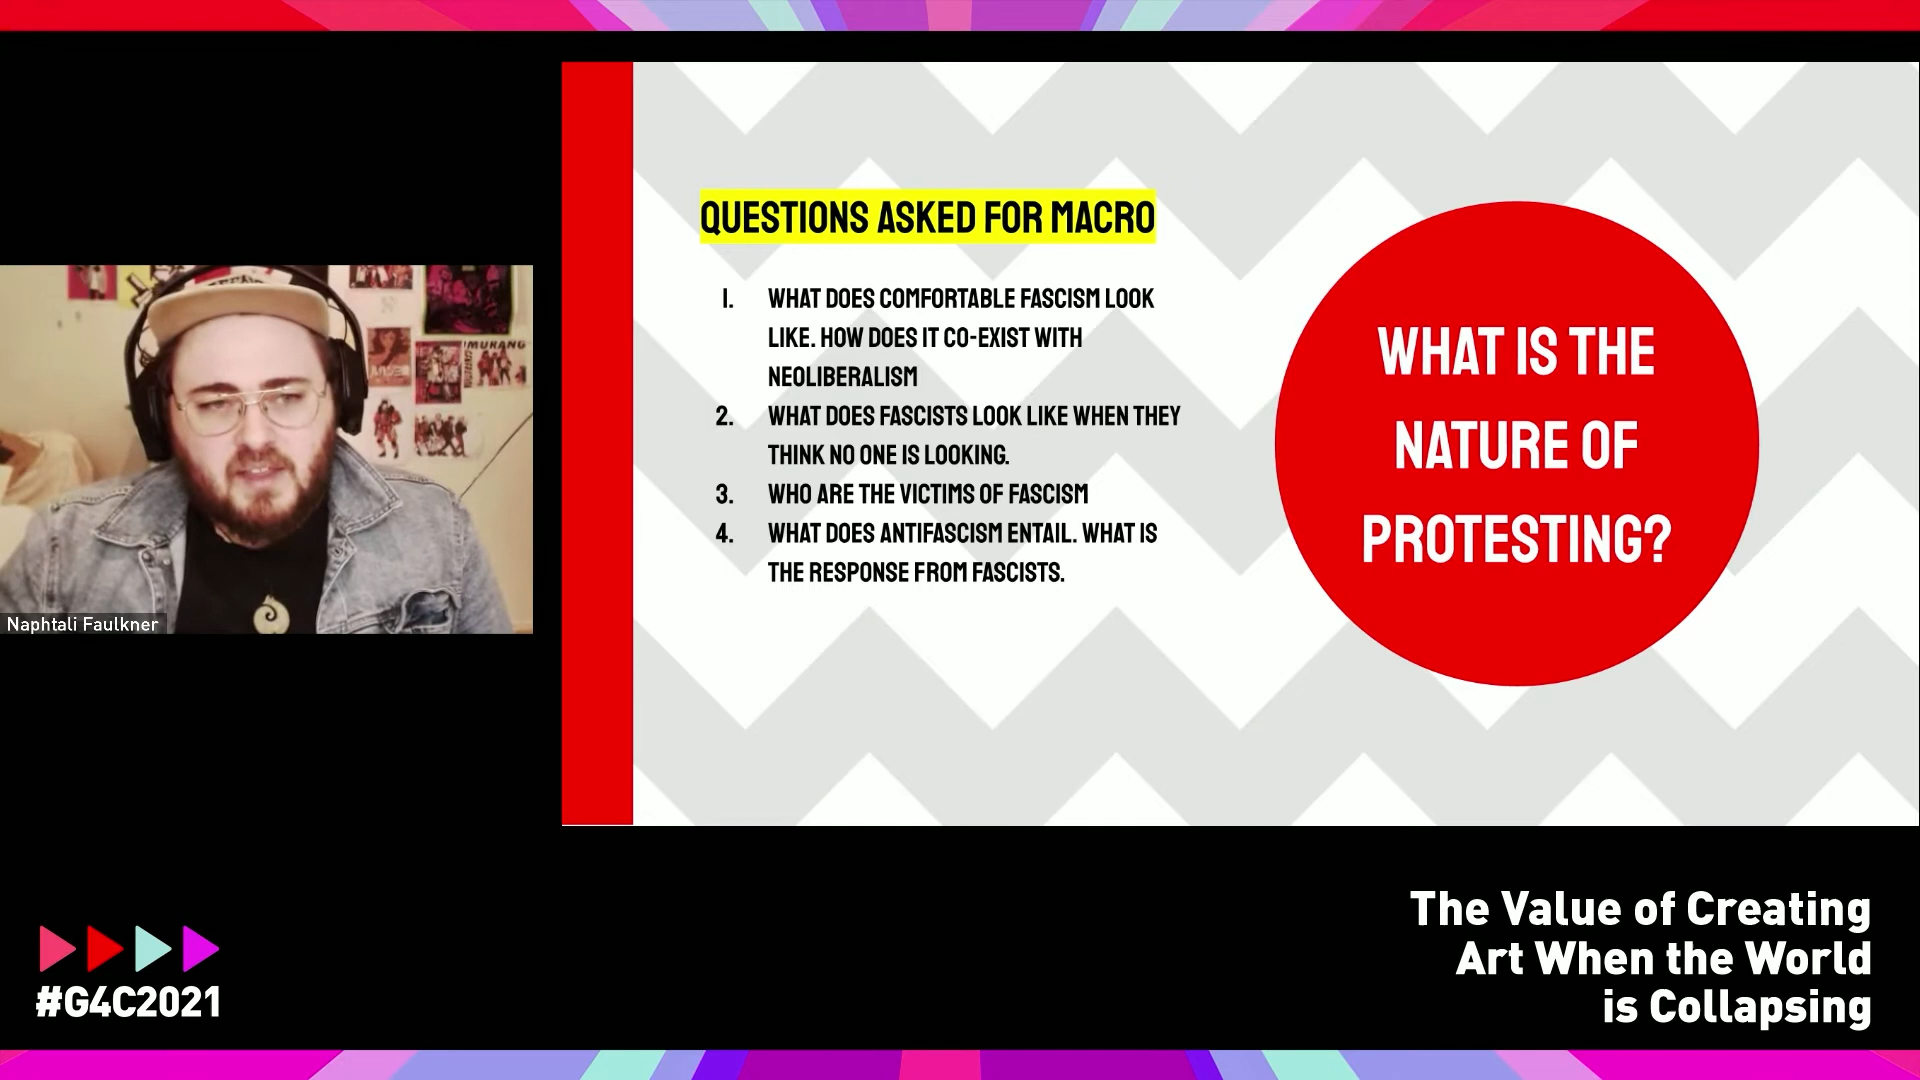 QUESTIONS ASKED FOR MACRO
1. WHAT DOES COMFORTABLE FASCISM LOOK
LIKE. HOW DOES IT CO-EXIST WITH
NEOLIBERALISM
2. WHAT DOES FASCISTS LOOK LIKE WHEN THEY
THINK NO ONE IS LOOKING.
3. WHO ARE THE VICTIMS OF FASCISM
4. WHAT DOES ANTIFASCISM ENTAIL. WHAT IS
THE RESPONSE FROM FASCISTS.
WHAT IS THE
NATURE OF
PROTESTING?
MURANG
Naphtali Faulkner
#G4C2021
The Value of Creating
Art When the World
is Collapsing